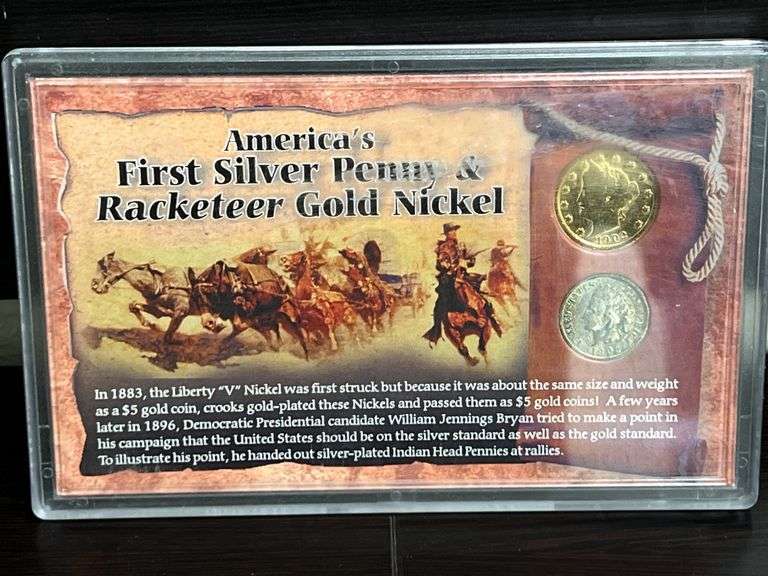 America's
First Silver Penny &
Racketeer Gold Nickel
In 1883, the Liberty "V" Nickel was first struck but because it was about the same size and weight
as a $5 gold coin, crooks gold-plated these Nickels and passed them as $5 gold coins! A few years
later in 1896, Democratic Presidential candidate William Jennings Bryan tried to make a point in
his campaign that the United States should be on the silver standard as well as the gold standard.
To illustrate his point, he handed out silver-plated Indian Head Pennies at rallies.